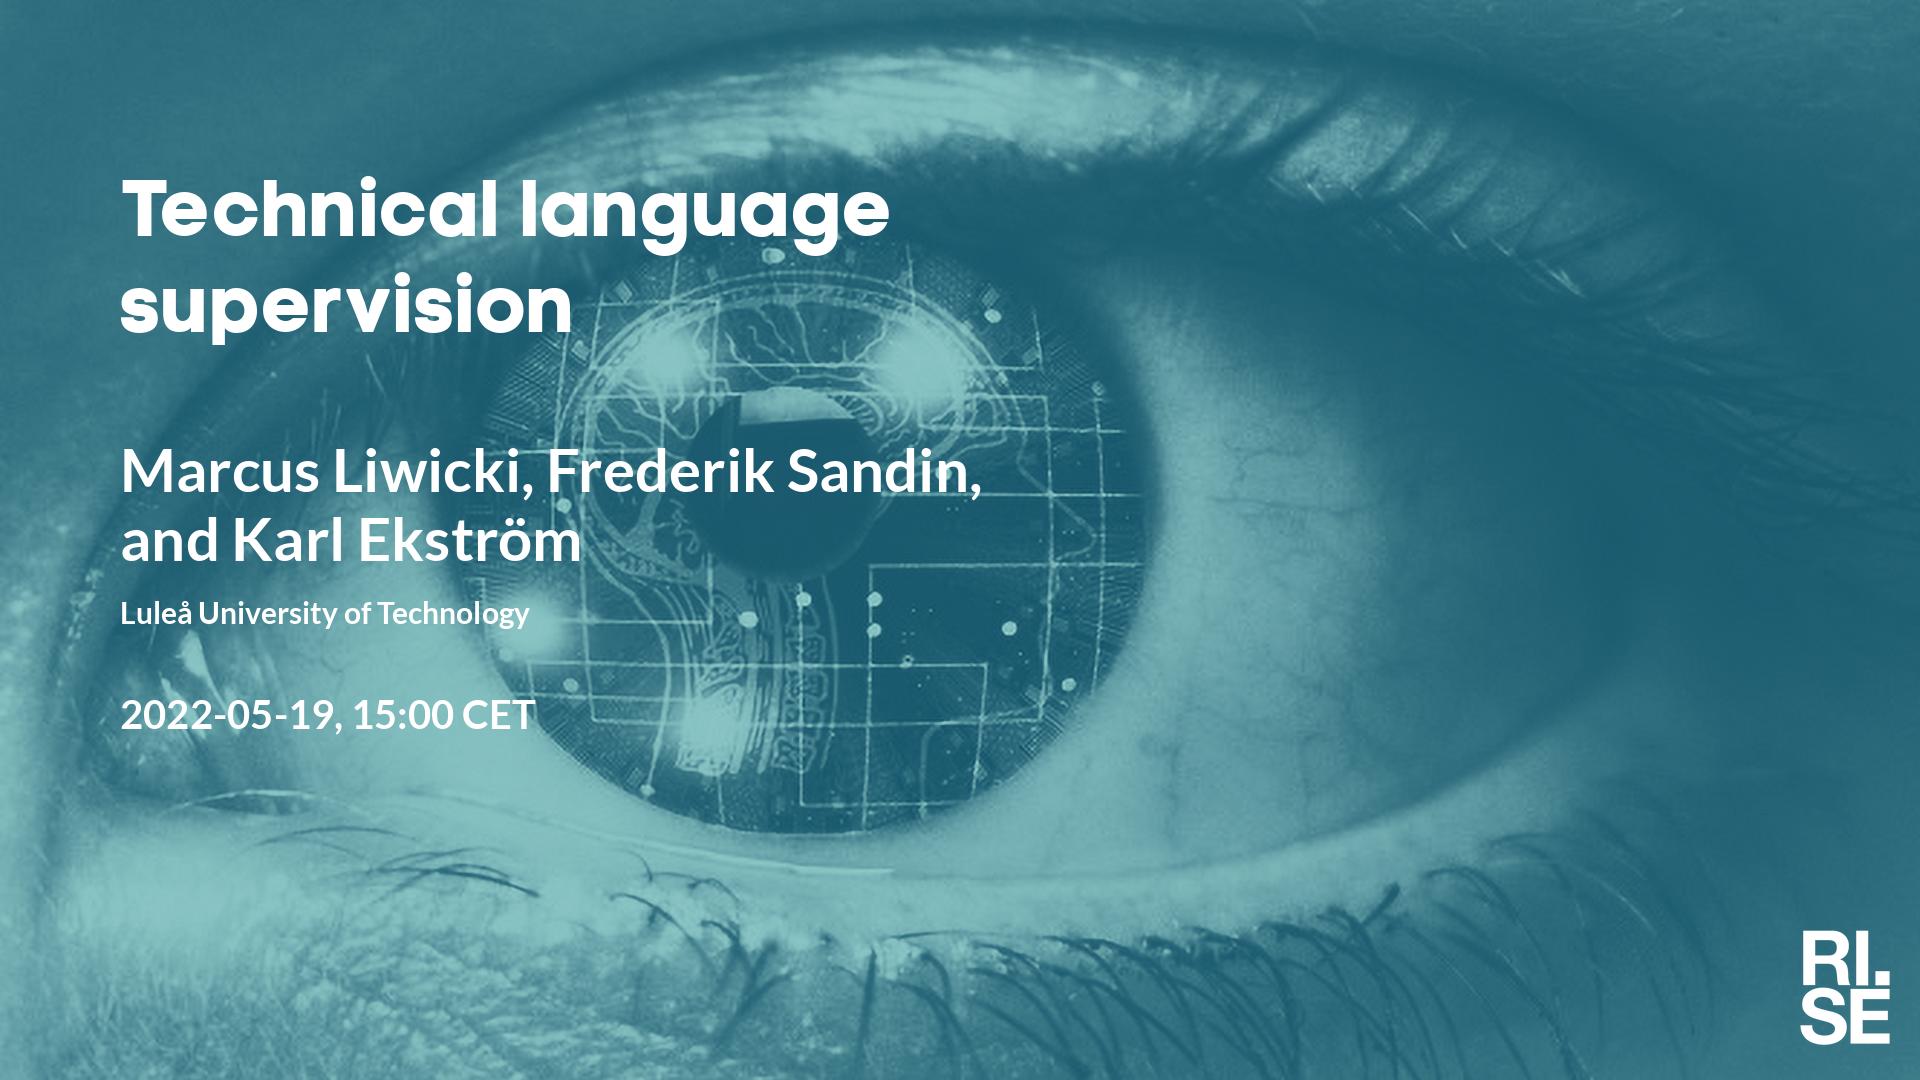 Technical language
supervision
Marcus Liwicki, Frederik Sandin,
and Karl Ekström
Luleå University of Technology
2022-05-19, 15:00 CET
RI.
SE